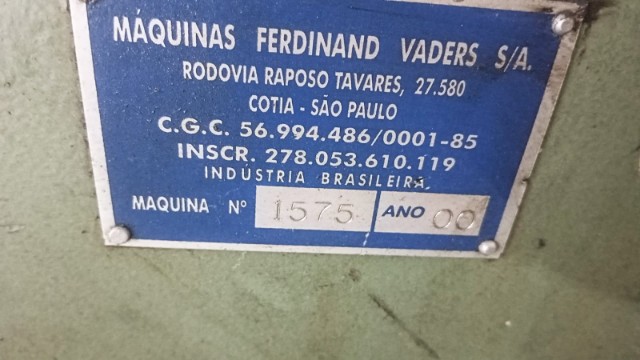 MAQUINAS FERDINAND VADERS S/A.
RODOVIA RAPOSO TAVARES, 27.580
COTIA - SÃO PAULO
C.G.C. 56.994.486/0001-85
INSCR. 278.053.610.119
INDÚSTRIA BRASILEIRA
MAQUINA Nº 1575 ANO 00